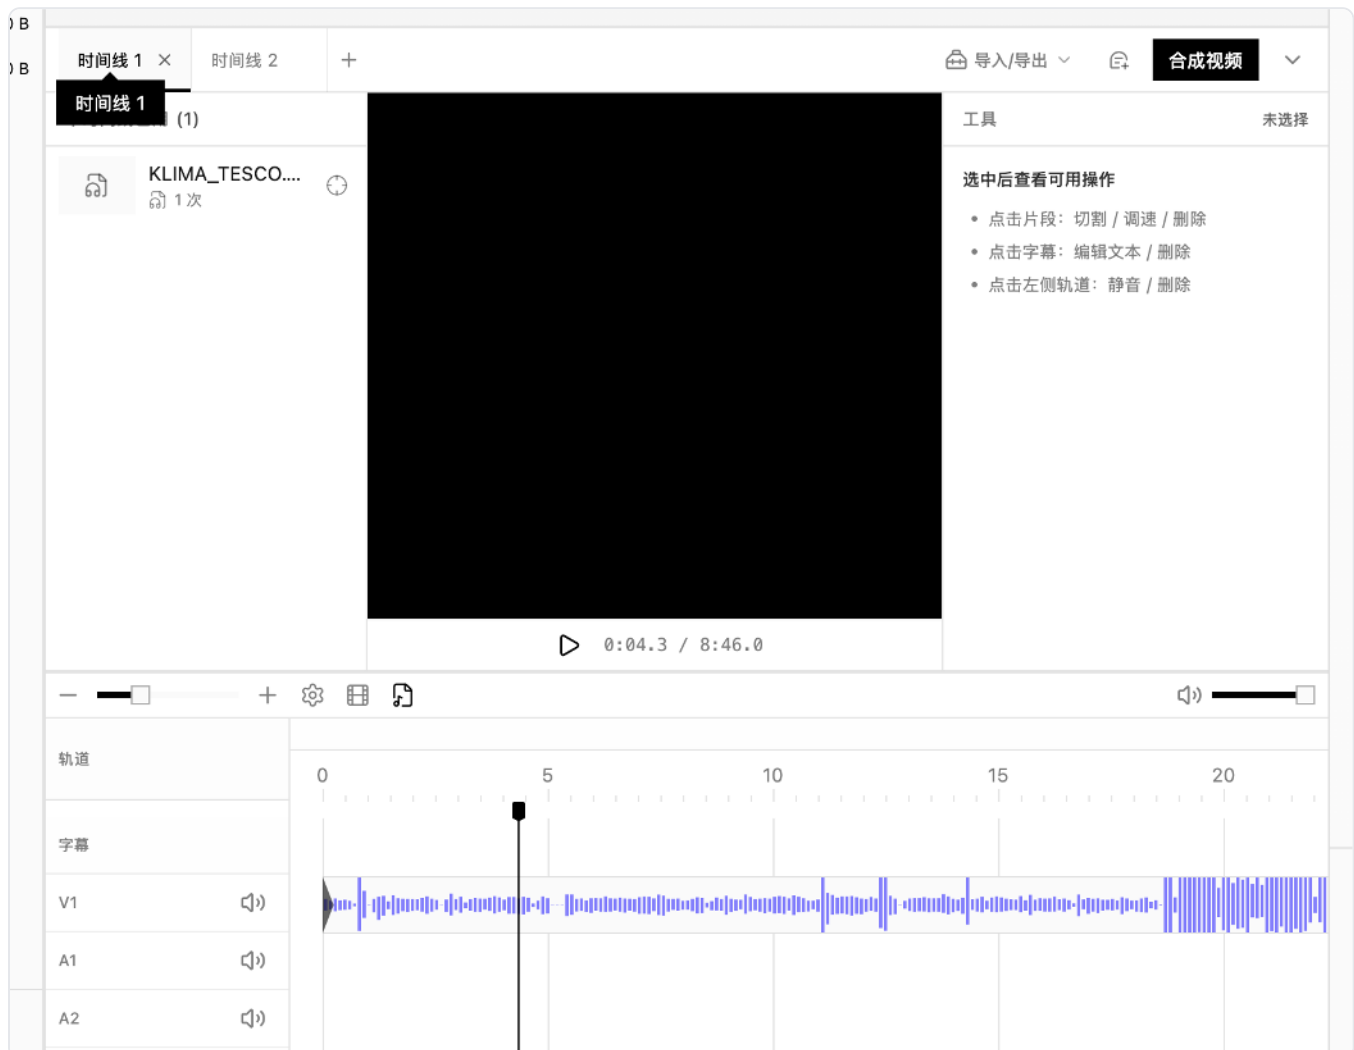 0 B
时间线 1
时间线 2
导入/导出
合成视频
0 B
时间线 1
(1)
工具
未选择
KLIMA_TESCO....
1 次
选中后查看可用操作
点击片段：切割 / 调速 / 删除
点击字幕：编辑文本 / 删除
点击左侧轨道：静音 / 删除
0:04.3 / 8:46.0
轨道
0 5 10 15 20
字幕
V1
A1
A2